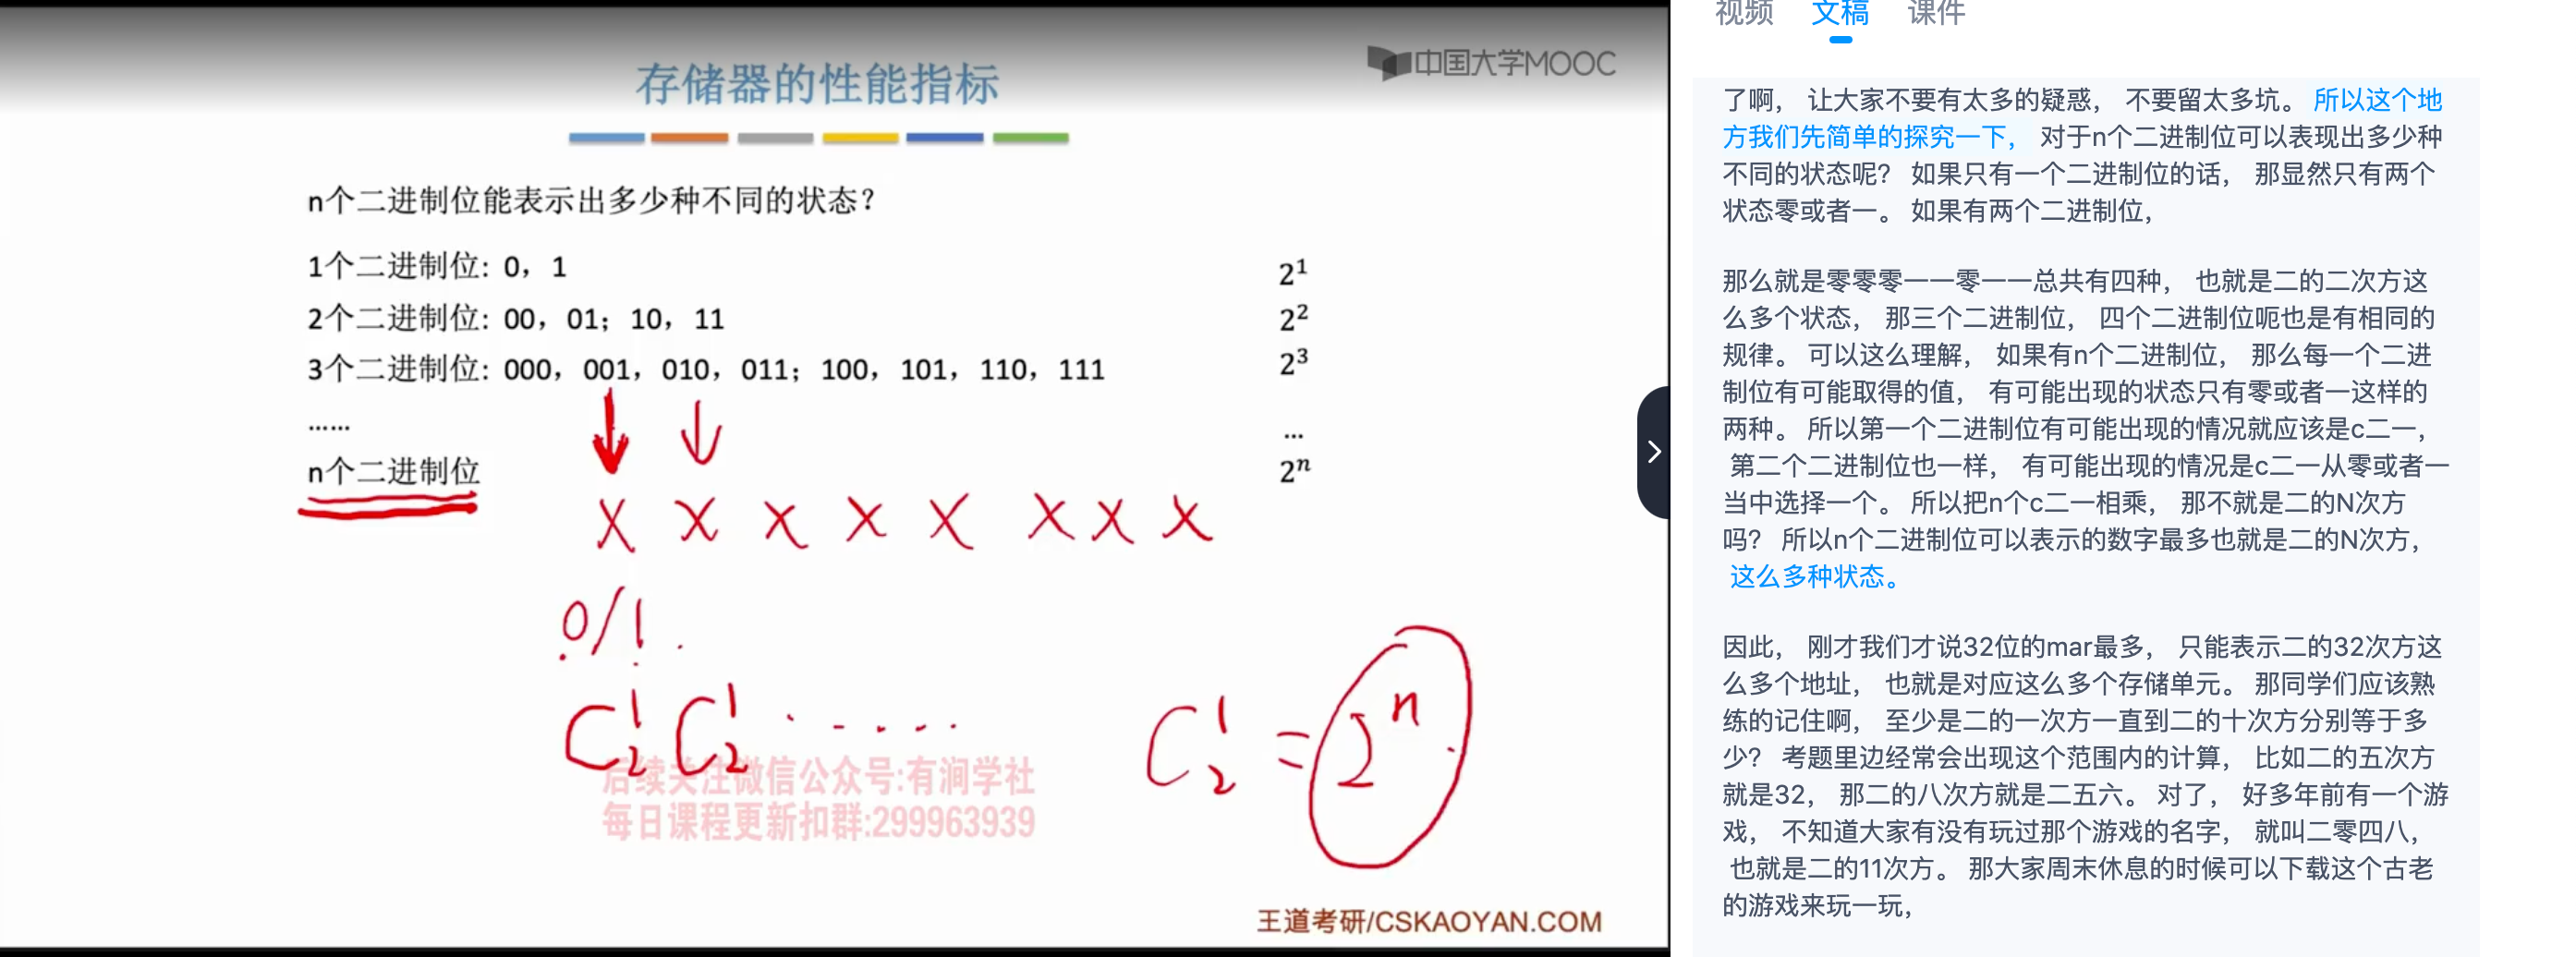 中国大学MOOC
存储器的性能指标
n个二进制位能表示出多少种不同的状态？
1个二进制位: 0，1 2¹
2个二进制位: 00，01；10，11 2²
3个二进制位: 000，001，010，011；100，101，110，111 2³
…… ...
n个二进制位 2ⁿ
X X X X X X X X
0/1
C₂¹ C₂¹ ..... C₂¹ = 2ⁿ
后续关注微信公众号:有涧学社
每日课程更新扣群:299963939
王道考研/CSKAOYAN.COM
视频 文稿 课件
了啊， 让大家不要有太多的疑惑， 不要留太多坑。 所以这个地
方我们先简单的探究一下， 对于n个二进制位可以表现出多少种
不同的状态呢？ 如果只有一个二进制位的话， 那显然只有两个
状态零或者一。 如果有两个二进制位，
那么就是零零零一一零一一总共有四种， 也就是二的二次方这
么多个状态， 那三个二进制位， 四个二进制位呃也是有相同的
规律。 可以这么理解， 如果有n个二进制位， 那么每一个二进
制位有可能取得的值， 有可能出现的状态只有零或者一这样的
两种。 所以第一个二进制位有可能出现的情况就应该是c二一，
第二个二进制位也一样， 有可能出现的情况是c二一从零或者一
当中选择一个。 所以把n个c二一相乘， 那不就是二的N次方
吗？ 所以n个二进制位可以表示的数字最多也就是二的N次方，
这么多种状态。
因此， 刚才我们才说32位的mar最多， 只能表示二的32次方这
么多个地址， 也就是对应这么多个存储单元。 那同学们应该熟
练的记住啊， 至少是二的一次方一直到二的十次方分别等于多
少？ 考题里边经常会出现这个范围内的计算， 比如二的五次方
就是32， 那二的八次方就是二五六。 对了， 好多年前有一个游
戏， 不知道大家有没有玩过那个游戏的名字， 就叫二零四八，
也就是二的11次方。 那大家周末休息的时候可以下载这个古老
的游戏来玩一玩，